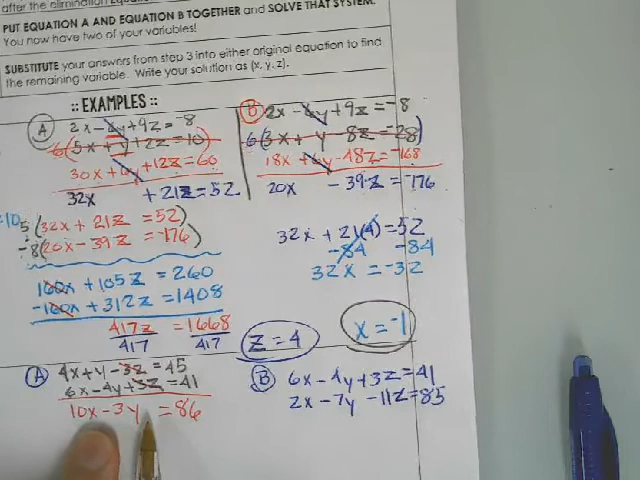 after the elimination
PUT EQUATION A AND EQUATION B TOGETHER and SOLVE THAT SYSTEM.
You now have two of your variables!
SUBSTITUTE your answers from step 3 into either original equation to find
the remaining variable. Write your solution as (x, y, z).
:: EXAMPLES ::
A 2x - 6y + 9z = -8
6(5x + y + 2z = 10)
30x + 6y + 12z = 60
32x + 21z = 52
B 2x - 6y + 9z = -8
6(3x + y - 8z = -28)
18x + 6y - 48z = -168
20x - 39z = -176
5(32x + 21z = 52)
-8(20x - 39z = -176)
160x + 105z = 260
-160x + 312z = 1408
417z = 1668
417 417
z = 4
32x + 21(4) = 52
-84 -84
32x = -32
x = -1
A 4x + y - 3z = 45
6x - 4y + 3z = 41
10x - 3y = 86
B 6x - 4y + 3z = 41
2x - 7y - 11z = 85